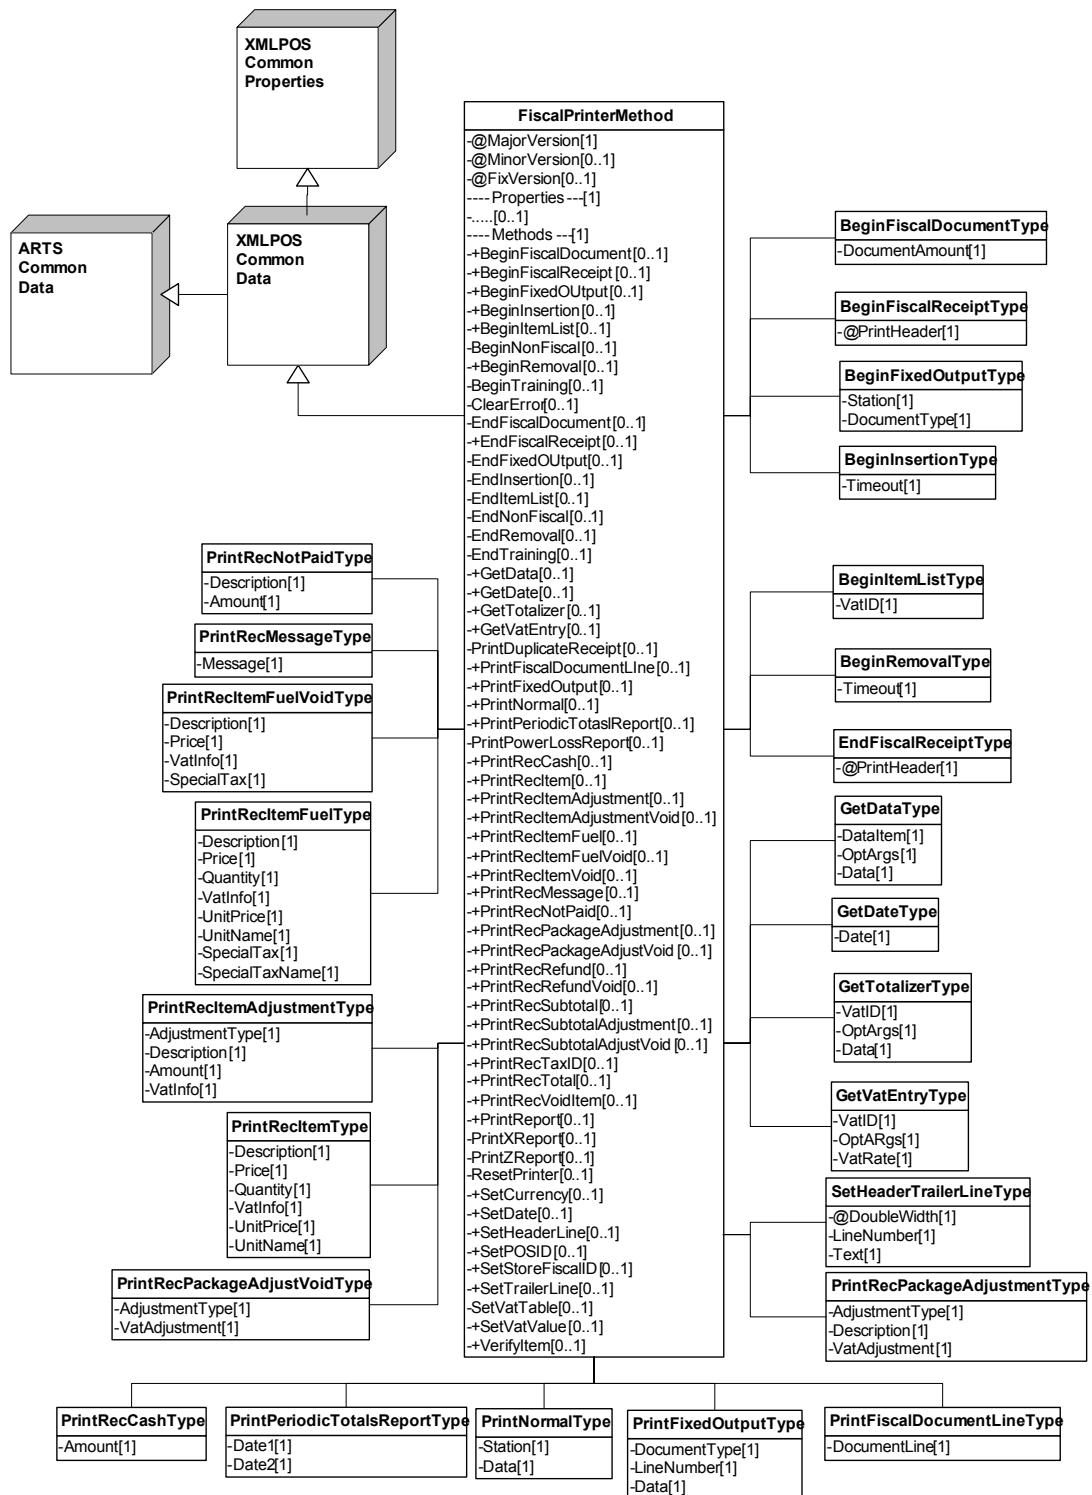 XMLPOS
Common
Properties
ARTS
Common
Data
XMLPOS
Common
Data
FiscalPrinterMethod
-@MajorVersion[1]
-@MinorVersion[0..1]
-@FixVersion[0..1]
---- Properties ---[1]
-.....[0..1]
---- Methods ---[1]
-+BeginFiscalDocument[0..1]
-+BeginFiscalReceipt[0..1]
-+BeginFixedOUtput[0..1]
-+BeginInsertion[0..1]
-+BeginItemList[0..1]
-BeginNonFiscal[0..1]
-+BeginRemoval[0..1]
-BeginTraining[0..1]
-ClearError[0..1]
-EndFiscalDocument[0..1]
-+EndFiscalReceipt[0..1]
-EndFixedOUtput[0..1]
-EndInsertion[0..1]
-EndItemList[0..1]
-EndNonFiscal[0..1]
-EndRemoval[0..1]
-EndTraining[0..1]
-+GetData[0..1]
-+GetDate[0..1]
-+GetTotalizer[0..1]
-+GetVatEntry[0..1]
-PrintDuplicateReceipt[0..1]
-+PrintFiscalDocumentLIne[0..1]
-+PrintFixedOutput[0..1]
-+PrintNormal[0..1]
-+PrintPeriodicTotaslReport[0..1]
-PrintPowerLossReport[0..1]
-+PrintRecCash[0..1]
-+PrintRecItem[0..1]
-+PrintRecItemAdjustment[0..1]
-+PrintRecItemAdjustmentVoid[0..1]
-+PrintRecItemFuel[0..1]
-+PrintRecItemFuelVoid[0..1]
-+PrintRecItemVoid[0..1]
-+PrintRecMessage[0..1]
-+PrintRecNotPaid[0..1]
-+PrintRecPackageAdjustment[0..1]
-+PrintRecPackageAdjustVoid[0..1]
-+PrintRecRefund[0..1]
-+PrintRecRefundVoid[0..1]
-+PrintRecSubtotal[0..1]
-+PrintRecSubtotalAdjustment[0..1]
-+PrintRecSubtotalAdjustVoid[0..1]
-+PrintRecTaxID[0..1]
-+PrintRecTotal[0..1]
-+PrintRecVoidItem[0..1]
-+PrintReport[0..1]
-PrintXReport[0..1]
-PrintZReport[0..1]
-ResetPrinter[0..1]
-+SetCurrency[0..1]
-+SetDate[0..1]
-+SetHeaderLine[0..1]
-+SetPOSID[0..1]
-+SetStoreFiscalID[0..1]
-+SetTrailerLine[0..1]
-SetVatTable[0..1]
-+SetVatValue[0..1]
-+VerifyItem[0..1]
PrintRecNotPaidType
-Description[1]
-Amount[1]
PrintRecMessageType
-Message[1]
PrintRecItemFuelVoidType
-Description[1]
-Price[1]
-VatInfo[1]
-SpecialTax[1]
PrintRecItemFuelType
-Description[1]
-Price[1]
-Quantity[1]
-VatInfo[1]
-UnitPrice[1]
-UnitName[1]
-SpecialTax[1]
-SpecialTaxName[1]
PrintRecItemAdjustmentType
-AdjustmentType[1]
-Description[1]
-Amount[1]
-VatInfo[1]
PrintRecItemType
-Description[1]
-Price[1]
-Quantity[1]
-VatInfo[1]
-UnitPrice[1]
-UnitName[1]
PrintRecPackageAdjustVoidType
-AdjustmentType[1]
-VatAdjustment[1]
BeginFiscalDocumentType
-DocumentAmount[1]
BeginFiscalReceiptType
-@PrintHeader[1]
BeginFixedOutputType
-Station[1]
-DocumentType[1]
BeginInsertionType
-Timeout[1]
BeginItemListType
-VatID[1]
BeginRemovalType
-Timeout[1]
EndFiscalReceiptType
-@PrintHeader[1]
GetDataType
-DataItem[1]
-OptArgs[1]
-Data[1]
GetDateType
-Date[1]
GetTotalizerType
-VatID[1]
-OptArgs[1]
-Data[1]
GetVatEntryType
-VatID[1]
-OptARgs[1]
-VatRate[1]
SetHeaderTrailerLineType
-@DoubleWidth[1]
-LineNumber[1]
-Text[1]
PrintRecPackageAdjustmentType
-AdjustmentType[1]
-Description[1]
-VatAdjustment[1]
PrintRecCashType
-Amount[1]
PrintPeriodicTotalsReportType
-Date1[1]
-Date2[1]
PrintNormalType
-Station[1]
-Data[1]
PrintFixedOutputType
-DocumentType[1]
-LineNumber[1]
-Data[1]
PrintFiscalDocumentLineType
-DocumentLine[1]